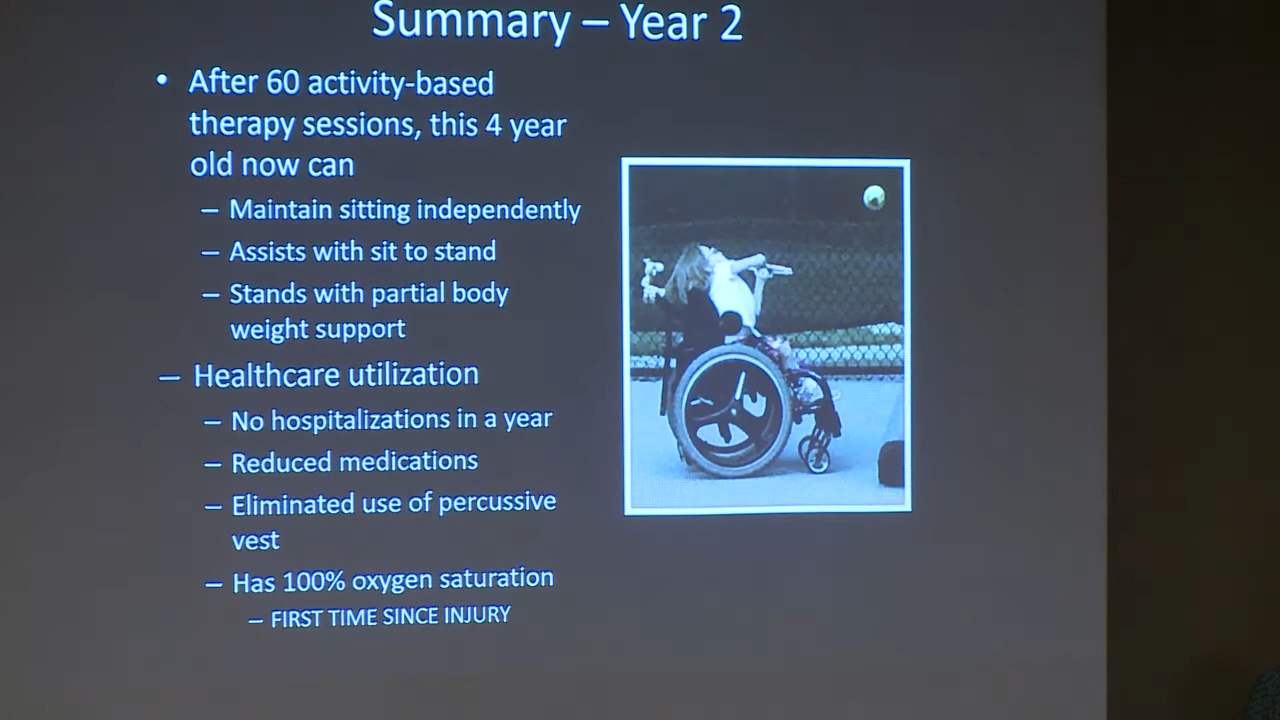 Summary – Year 2
• After 60 activity-based
therapy sessions, this 4 year
old now can
– Maintain sitting independently
– Assists with sit to stand
– Stands with partial body
weight support
– Healthcare utilization
– No hospitalizations in a year
– Reduced medications
– Eliminated use of percussive
vest
– Has 100% oxygen saturation
– FIRST TIME SINCE INJURY